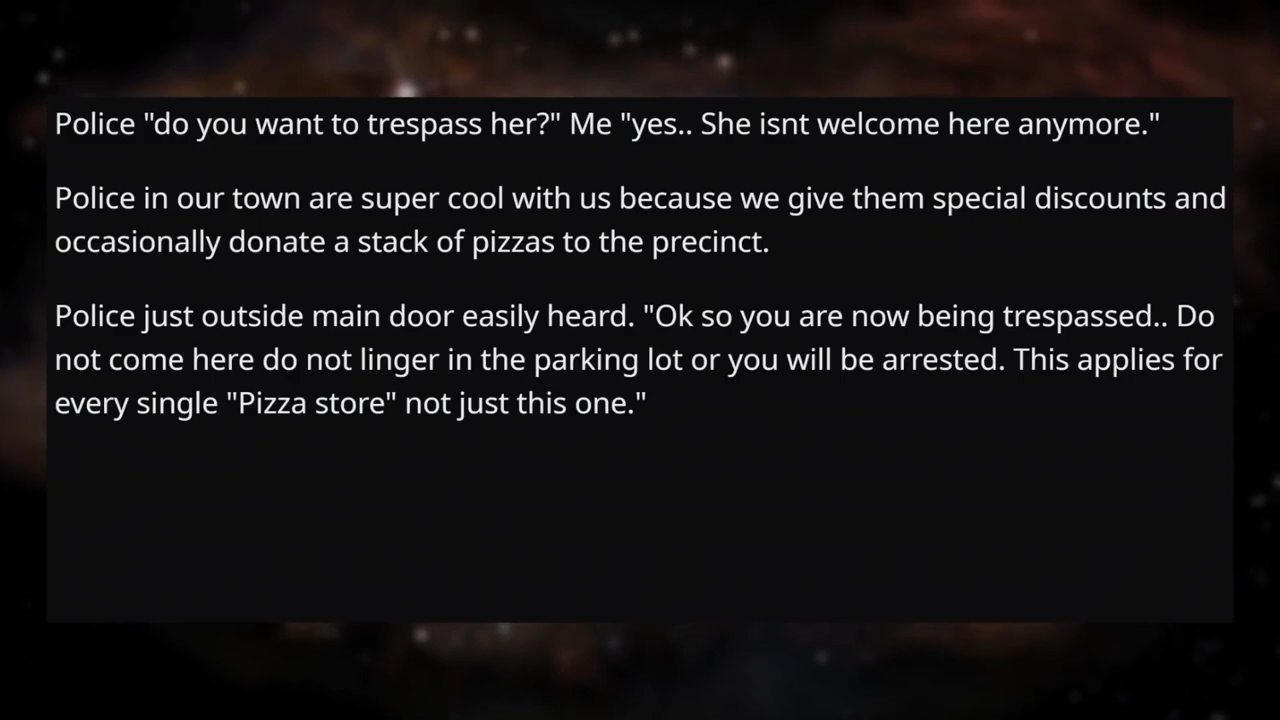 Police "do you want to trespass her?" Me "yes.. She isnt welcome here anymore."
Police in our town are super cool with us because we give them special discounts and
occasionally donate a stack of pizzas to the precinct.
Police just outside main door easily heard. "Ok so you are now being trespassed.. Do
not come here do not linger in the parking lot or you will be arrested. This applies for
every single "Pizza store" not just this one."